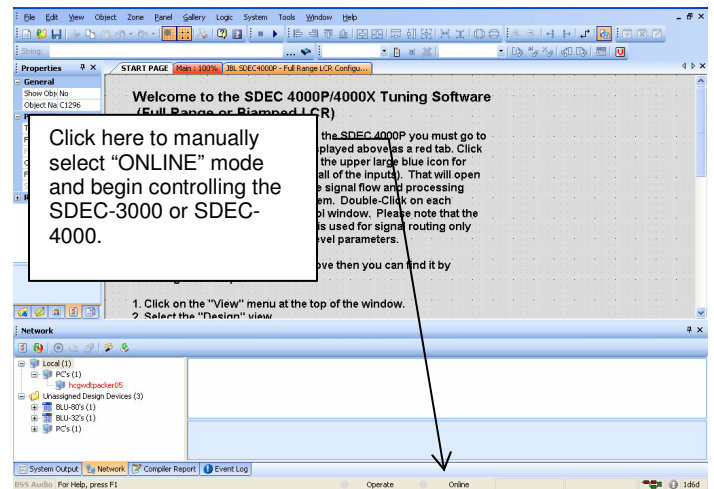 File Edit View Object Zone Panel Gallery Logic System Tools Window Help
String:
Properties
START PAGE Main : 100% JBL SDEC4000P - Full Range LCR Configu...
General
Show Obj No
Object Na C1296
Welcome to the SDEC 4000P/4000X Tuning Software
(Full Range or Biamped LCR)
Click here to manually
select “ONLINE” mode
and begin controlling the
SDEC-3000 or SDEC-
4000.
the SDEC 4000P you must go to
played above as a red tab. Click
the upper large blue icon for
all of the inputs). That will open
e signal flow and processing
em. Double-Click on each
ol window. Please note that the
is used for signal routing only
evel parameters.
ove then you can find it by
1. Click on the "View" menu at the top of the window.
2. Select the "Design" view
Network
Local (1)
PC's (1)
hcgwdtpacker05
Unassigned Design Devices (3)
BLU-80's (1)
BLU-32's (1)
PC's (1)
System Output Network Compiler Report Event Log
BSS Audio For Help, press F1 Operate Online 1d6d